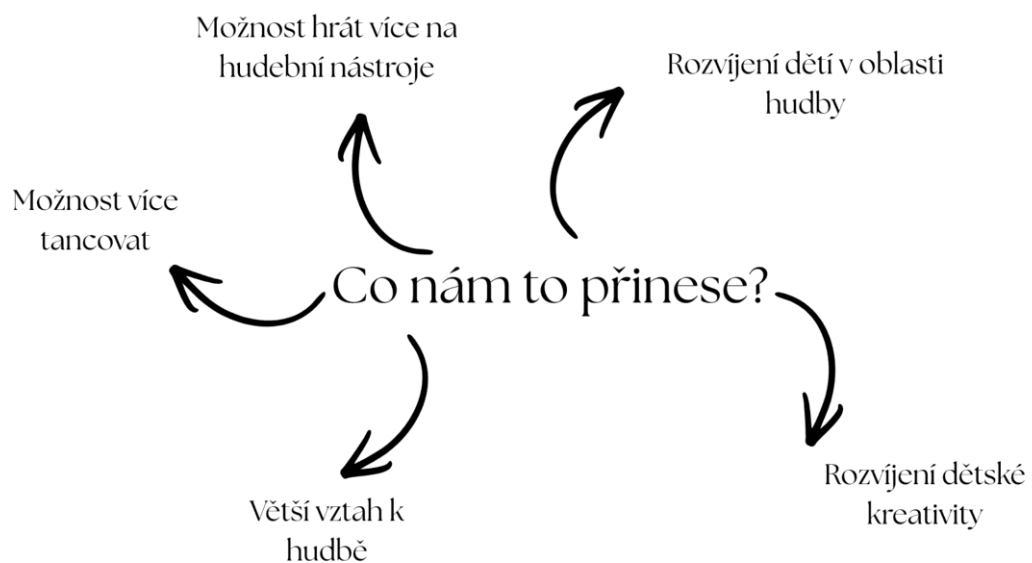 Možnost hrát více na
hudební nástroje
Rozvíjení dětí v oblasti
hudby
Možnost více
tancovat
Co nám to přinese?
Větší vztah k
hudbě
Rozvíjení dětské
kreativity